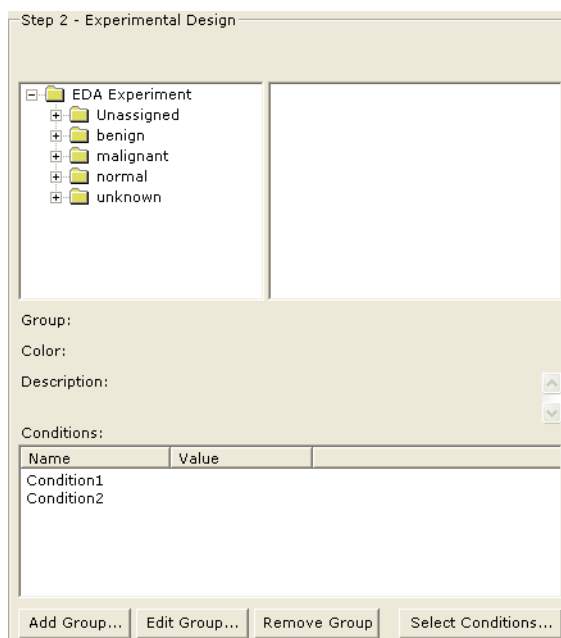 Step 2 - Experimental Design
EDA Experiment
Unassigned
benign
malignant
normal
unknown
Group:
Color:
Description:
Conditions:
Name Value
Condition1
Condition2
Add Group... Edit Group... Remove Group Select Conditions...